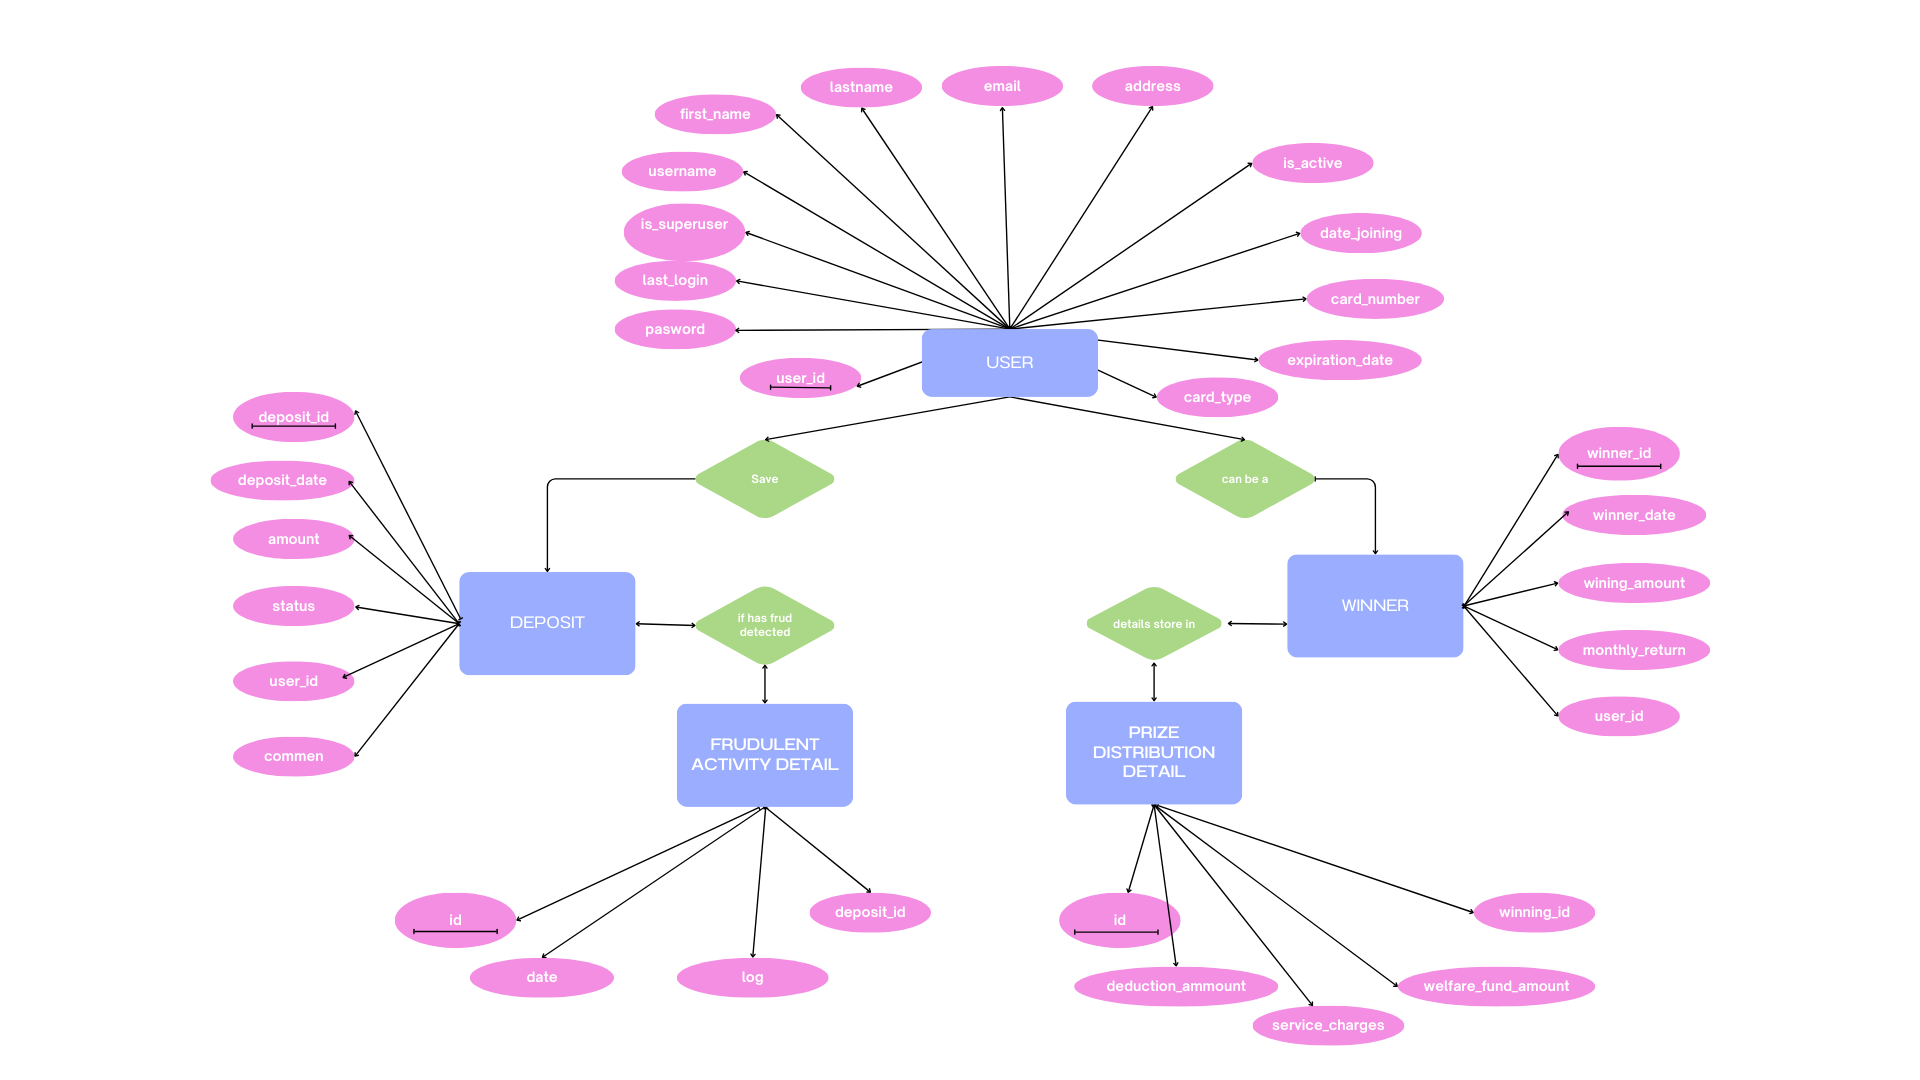 lastname
email
address
first_name
is_active
username
is_superuser
date_joining
last_login
card_number
pasword
USER
expiration_date
user_id
card_type
deposit_id
winner_id
deposit_date
Save
can be a
winner_date
amount
wining_amount
status
DEPOSIT
if has frud
detected
details store in
WINNER
monthly_return
user_id
user_id
commen
FRUDULENT
ACTIVITY DETAIL
PRIZE
DISTRIBUTION
DETAIL
id
deposit_id
id
winning_id
date
log
deduction_ammount
welfare_fund_amount
service_charges